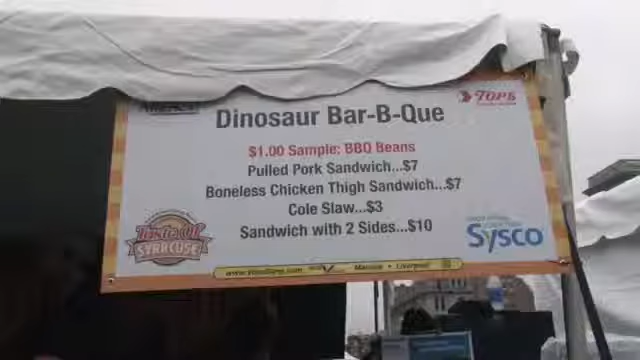 TOPS
Dinosaur Bar-B-Que
$1.00 Sample: BBQ Beans
Pulled Pork Sandwich...$7
Boneless Chicken Thigh Sandwich...$7
Cole Slaw...$3
Sandwich with 2 Sides...$10
Taste Of
SYRACUSE
Sysco
Liverpool